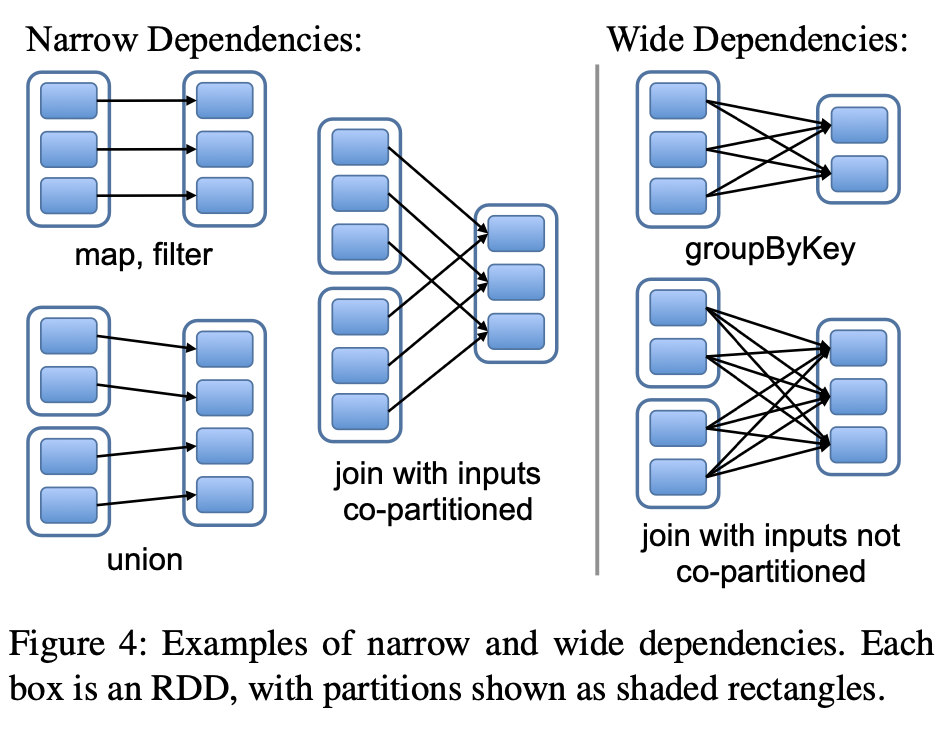 Narrow Dependencies:
Wide Dependencies:
map, filter
union
join with inputs
co-partitioned
groupByKey
join with inputs not
co-partitioned
Figure 4: Examples of narrow and wide dependencies. Each
box is an RDD, with partitions shown as shaded rectangles.